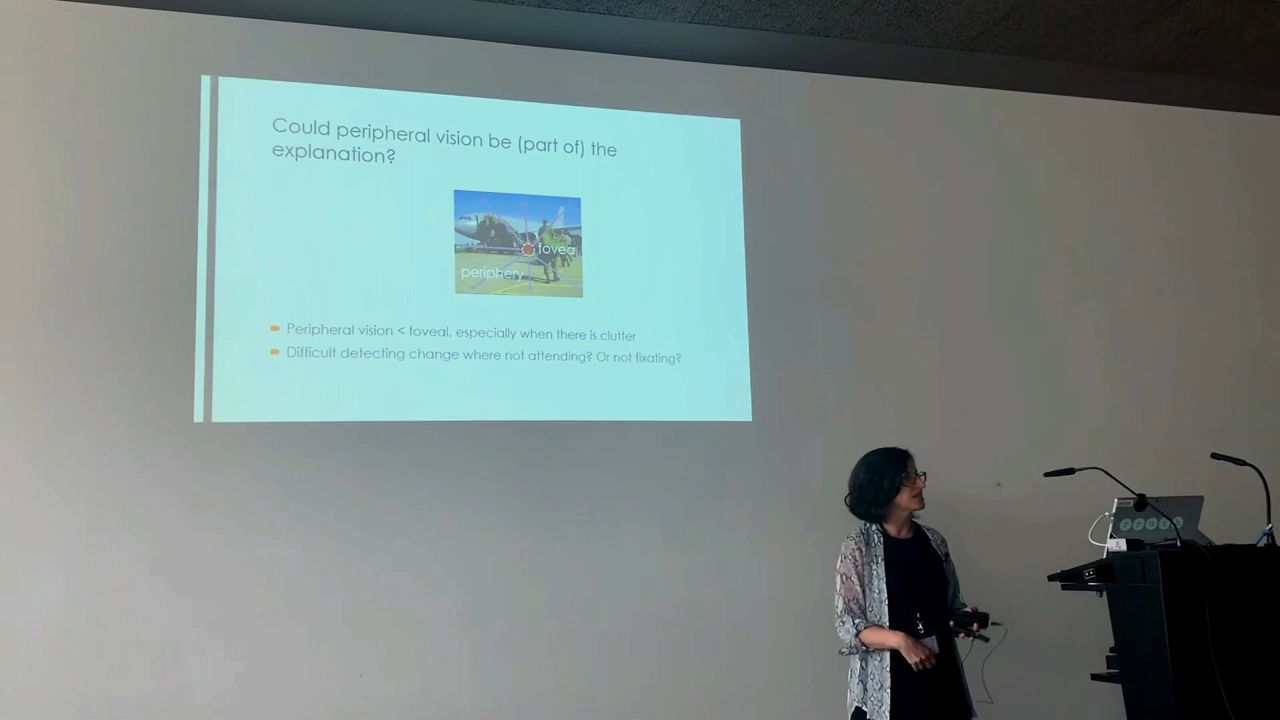 Could peripheral vision be (part of) the
explanation?
fovea
periphery
Peripheral vision < foveal, especially when there is clutter
Difficult detecting change where not attending? Or not fixating?